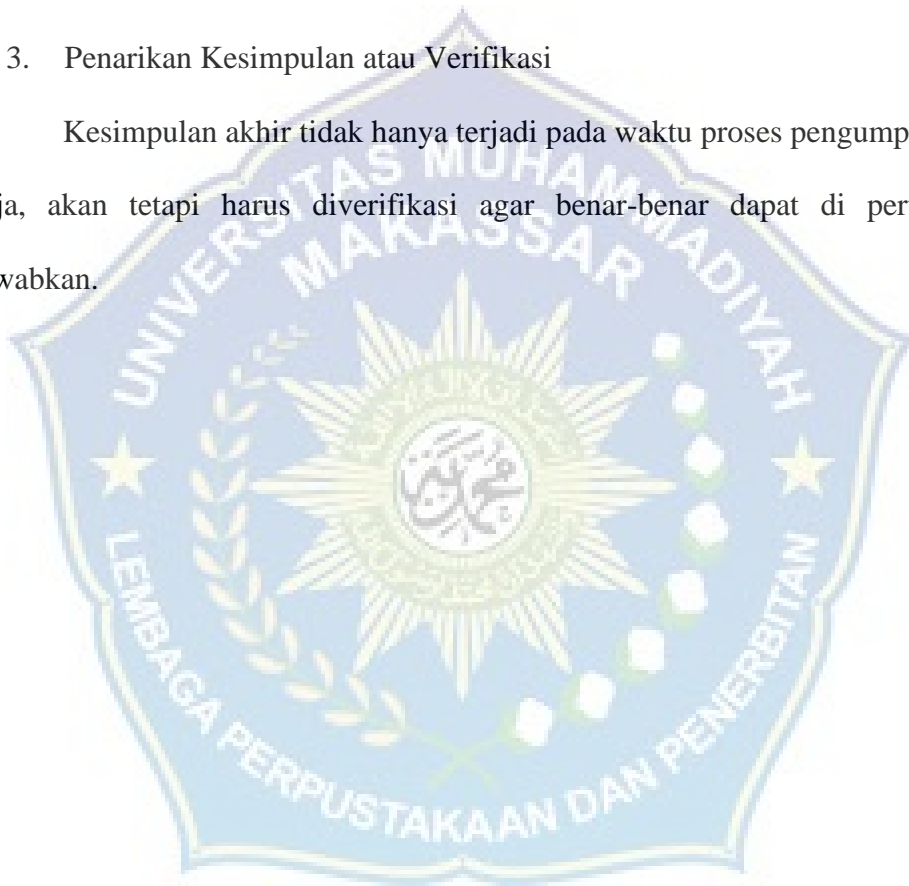 3. Penarikan Kesimpulan atau Verifikasi
Kesimpulan akhir tidak hanya terjadi pada waktu proses pengump
ja, akan tetapi harus diverifikasi agar benar-benar dapat di per
wabkan.
UNIVERSITAS MUHAMMADIYAH
MAKASSAR
LEMBAGA PERPUSTAKAAN DAN PENERBITAN